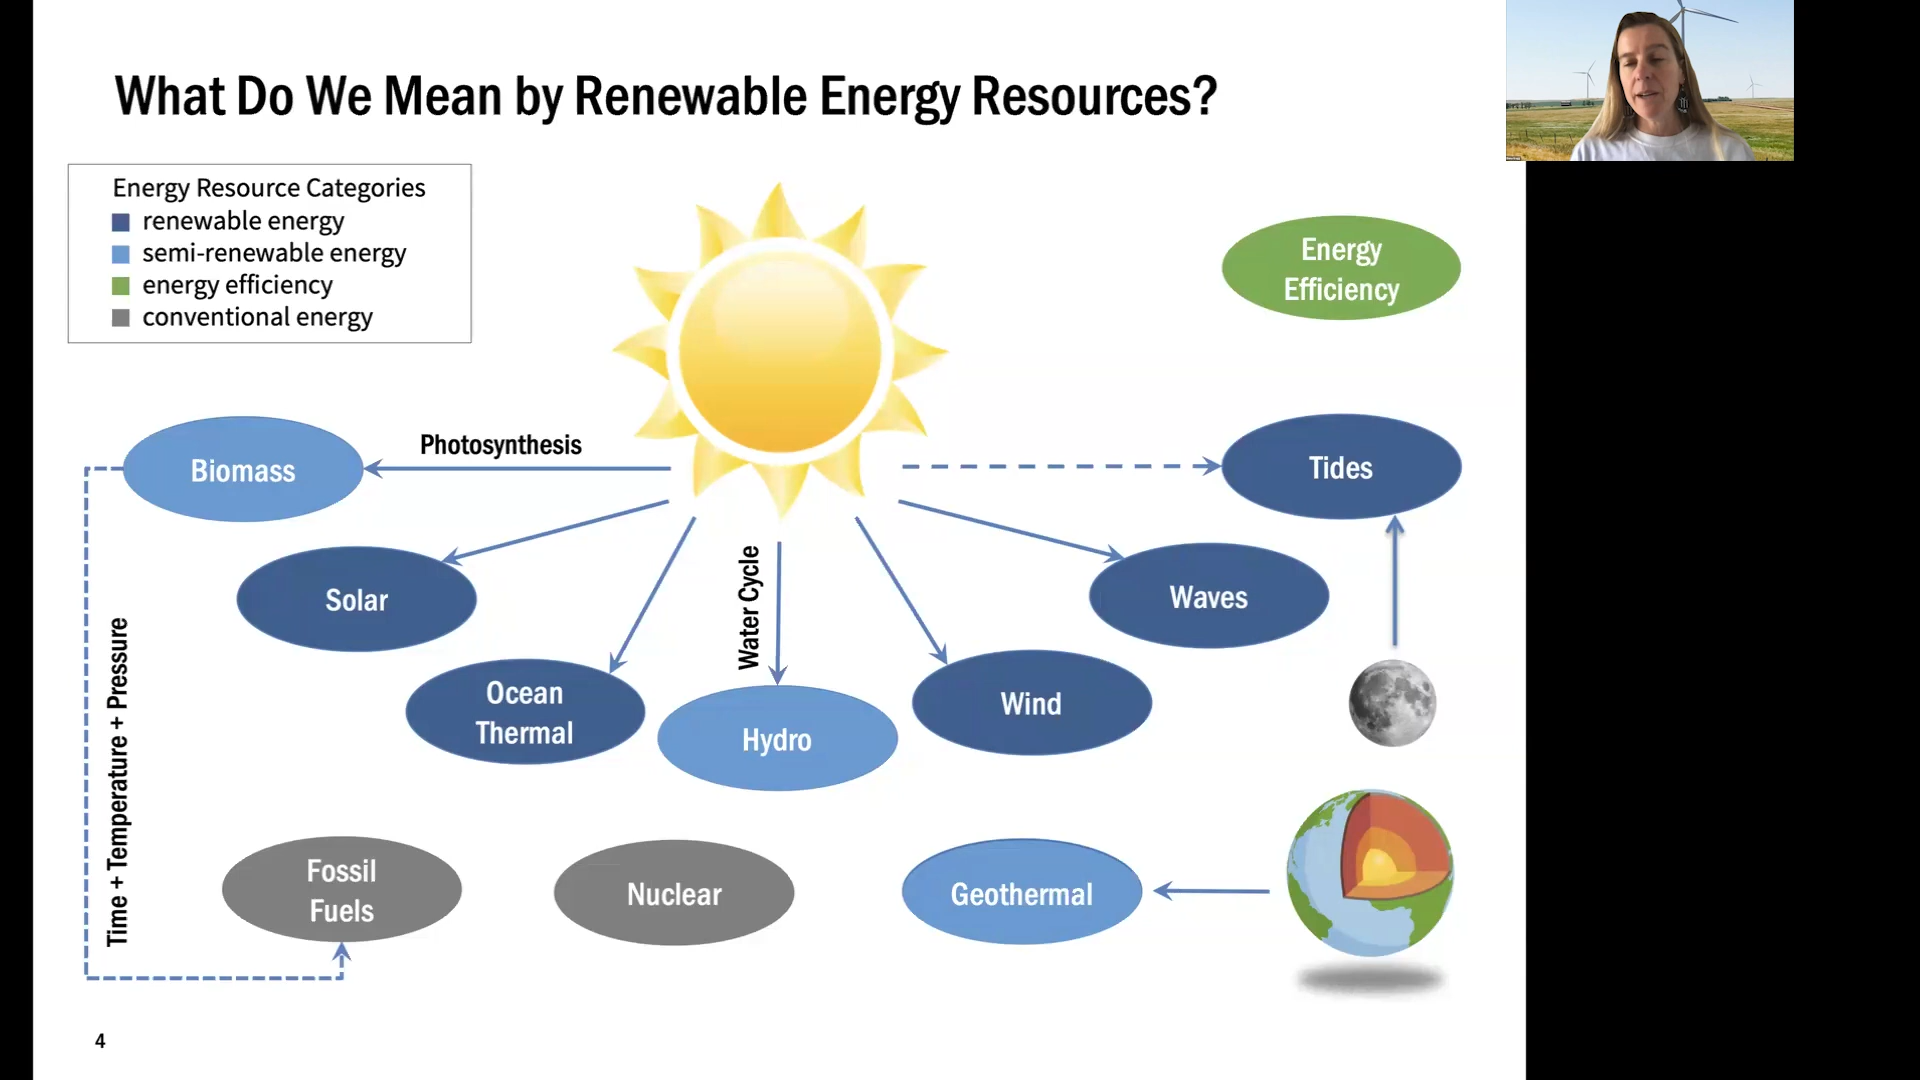 What Do We Mean by Renewable Energy Resources?
Energy Resource Categories
renewable energy
semi-renewable energy
energy efficiency
conventional energy
Energy
Efficiency
Photosynthesis
Biomass
Tides
Solar
Waves
Water Cycle
Ocean
Thermal
Hydro
Wind
Time + Temperature + Pressure
Fossil
Fuels
Nuclear
Geothermal
4